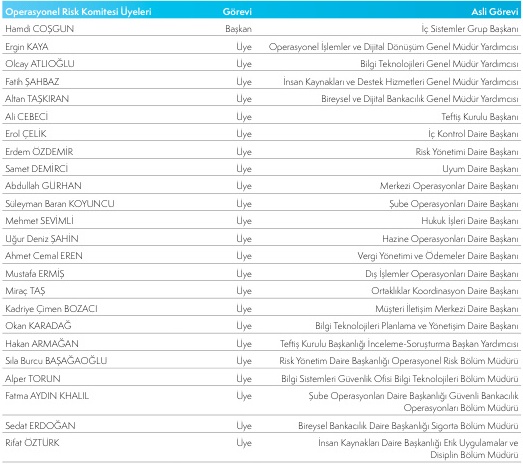 Operasyonel Risk Komitesi Üyeleri Görevi Asli Görevi
Hamdi COŞGUN Başkan İç Sistemler Grup Başkanı
Ergin KAYA Üye Operasyonel İşlemler ve Dijital Dönüşüm Genel Müdür Yardımcısı
Olcay ATLIOĞLU Üye Bilgi Teknolojileri Genel Müdür Yardımcısı
Fatih ŞAHBAZ Üye İnsan Kaynakları ve Destek Hizmetleri Genel Müdür Yardımcısı
Altan TAŞKIRAN Üye Bireysel ve Dijital Bankacılık Genel Müdür Yardımcısı
Ali CEBECİ Üye Teftiş Kurulu Başkanı
Erol ÇELİK Üye İç Kontrol Daire Başkanı
Erdem ÖZDEMİR Üye Risk Yönetimi Daire Başkanı
Samet DEMİRCİ Üye Uyum Daire Başkanı
Abdullah GÜRHAN Üye Merkezi Operasyonlar Daire Başkanı
Süleyman Baran KOYUNCU Üye Şube Operasyonları Daire Başkanı
Mehmet SEVİMLİ Üye Hukuk İşleri Daire Başkanı
Uğur Deniz ŞAHİN Üye Hazine Operasyonları Daire Başkanı
Ahmet Cemal EREN Üye Vergi Yönetimi ve Ödemeler Daire Başkanı
Mustafa ERMİŞ Üye Dış İşlemler Operasyonları Daire Başkanı
Miraç TAŞ Üye Ortaklıklar Koordinasyon Daire Başkanı
Kadriye Çimen BOZACI Üye Müşteri İletişim Merkezi Daire Başkanı
Okan KARADAĞ Üye Bilgi Teknolojileri Planlama ve Yönetişim Daire Başkanı
Hakan ARMAĞAN Üye Teftiş Kurulu Başkanlığı İnceleme-Soruşturma Başkan Yardımcısı
Sıla Burcu BAŞAĞAOĞLU Üye Risk Yönetim Daire Başkanlığı Operasyonel Risk Bölüm Müdürü
Alper TORUN Üye Bilgi Sistemleri Güvenlik Ofisi Bilgi Teknolojileri Bölüm Müdürü
Fatma AYDIN KHALIL Üye Şube Operasyonları Daire Başkanlığı Güvenli Bankacılık
Operasyonları Bölüm Müdürü
Sedat ERDOĞAN Üye Bireysel Bankacılık Daire Başkanlığı Sigorta Bölüm Müdürü
Rifat ÖZTÜRK Üye İnsan Kaynakları Daire Başkanlığı Etik Uygulamalar ve
Disiplin Bölüm Müdürü